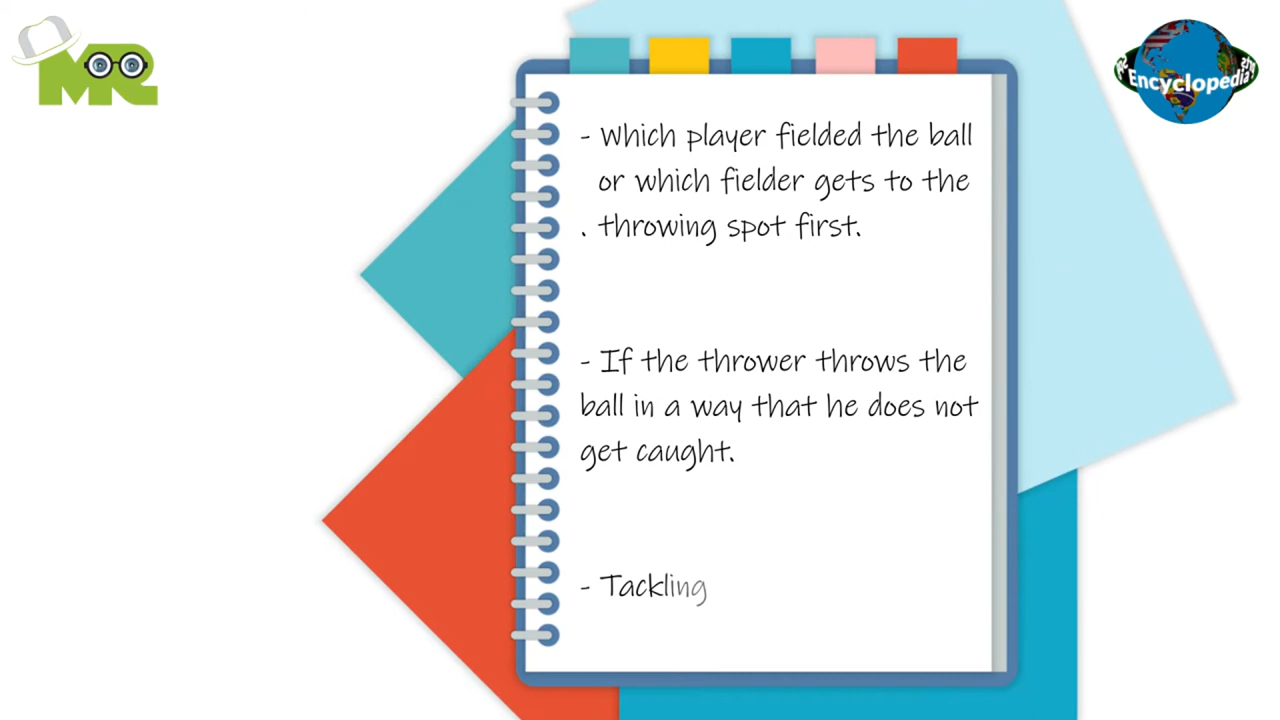 MR
Encyclopedia
- Which player fielded the ball
or which fielder gets to the
. throwing spot first.
- If the thrower throws the
ball in a way that he does not
get caught.
- Tackling